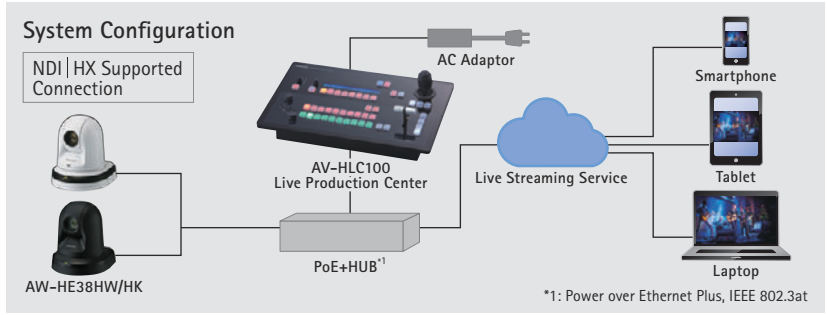 System Configuration
NDI | HX Supported
Connection
AC Adaptor
AV-HLC100
Live Production Center
Live Streaming Service
Smartphone
Tablet
Laptop
PoE+HUB*1
AW-HE38HW/HK
*1: Power over Ethernet Plus, IEEE 802.3at